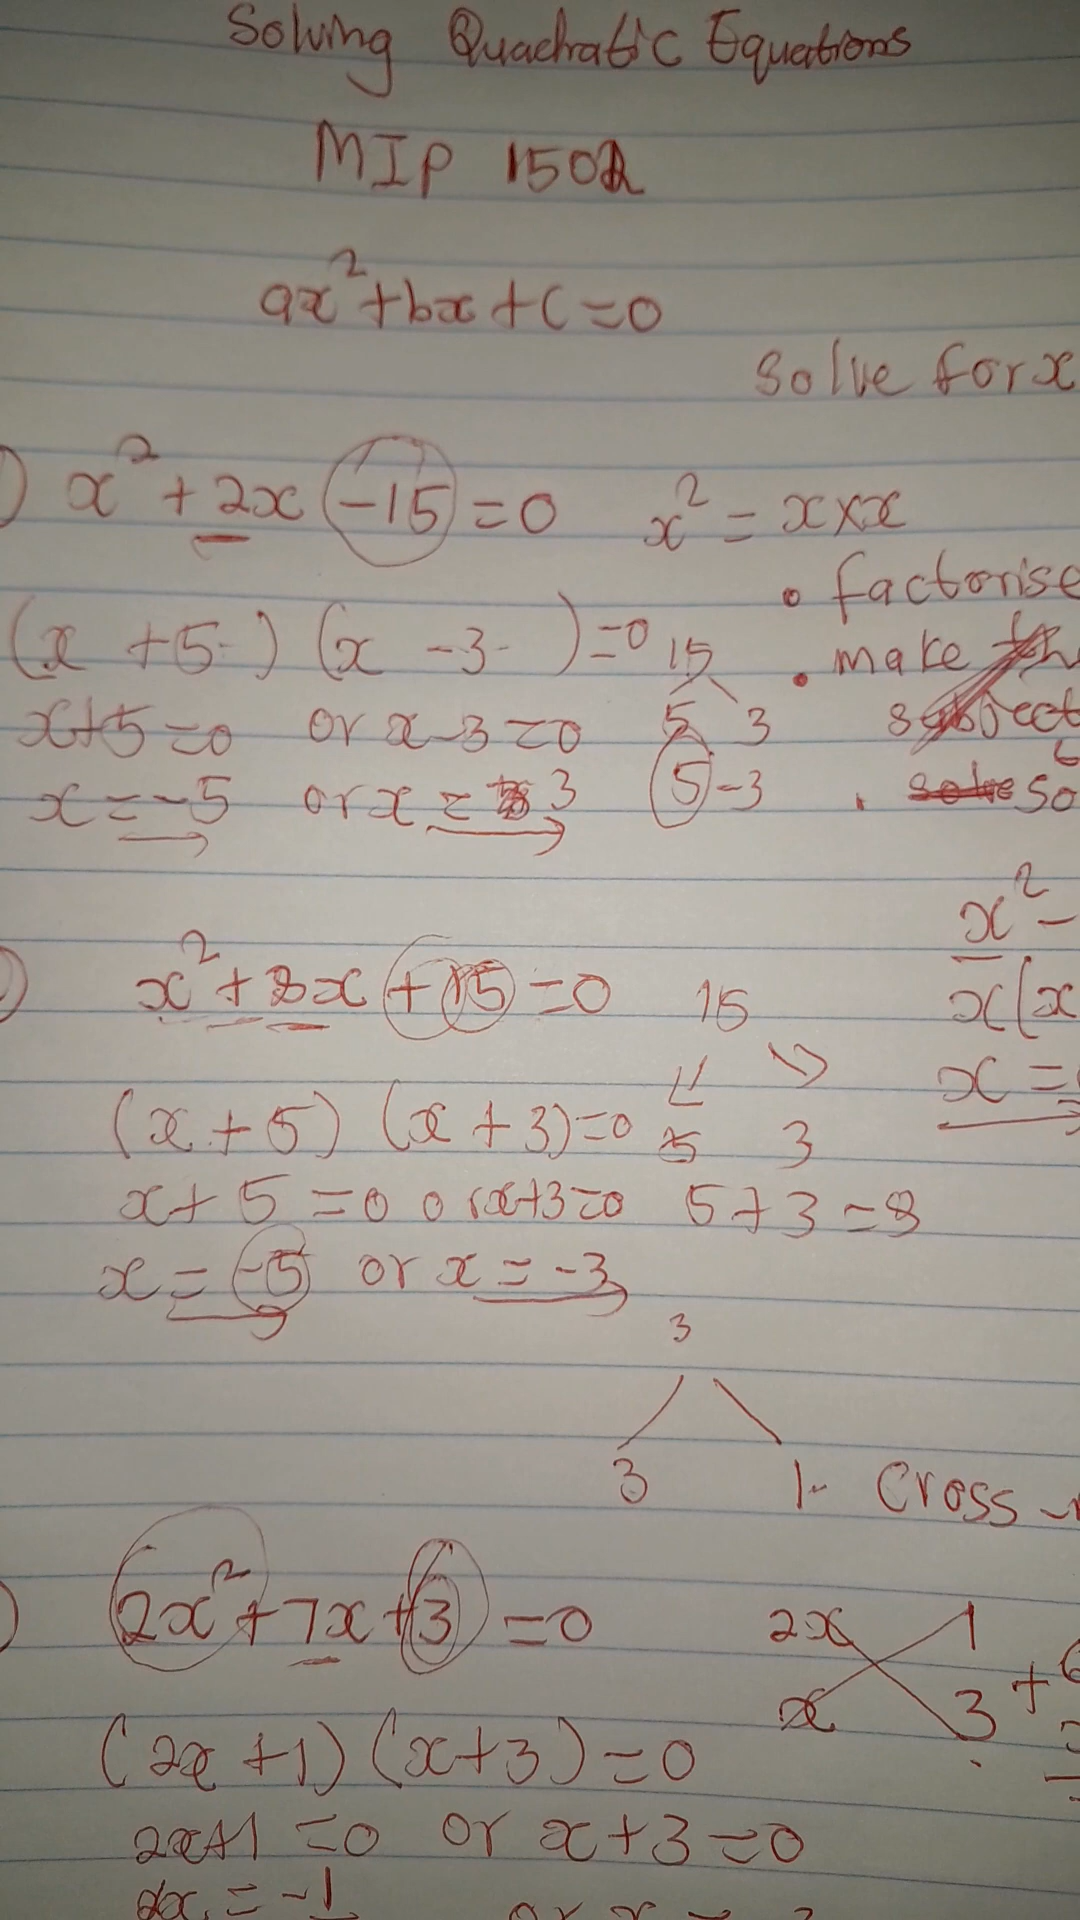 Solving Quadratic Equations
MIP 1502
ax²+bx+c=0
Solve for x
) x²+2x-15=0 x² = x×x
• factorise
(x +5) (x -3)=0 15 • make
x+5=0 or x-3=0 5 3 subject
x=-5 or x=3 5-3 . so
x²-
) x²+8x+15=0 15 x(x
x=
(x+5) (x+3)=0 5 3
x+5=0 or x+3=0 5+3=8
x=-5 or x=-3
3
3 1 Cross-
) 2x²+7x+3=0 2x 1
x 3 +
(2x+1)(x+3)=0
2x+1=0 or x+3=0
2x=-1 or x